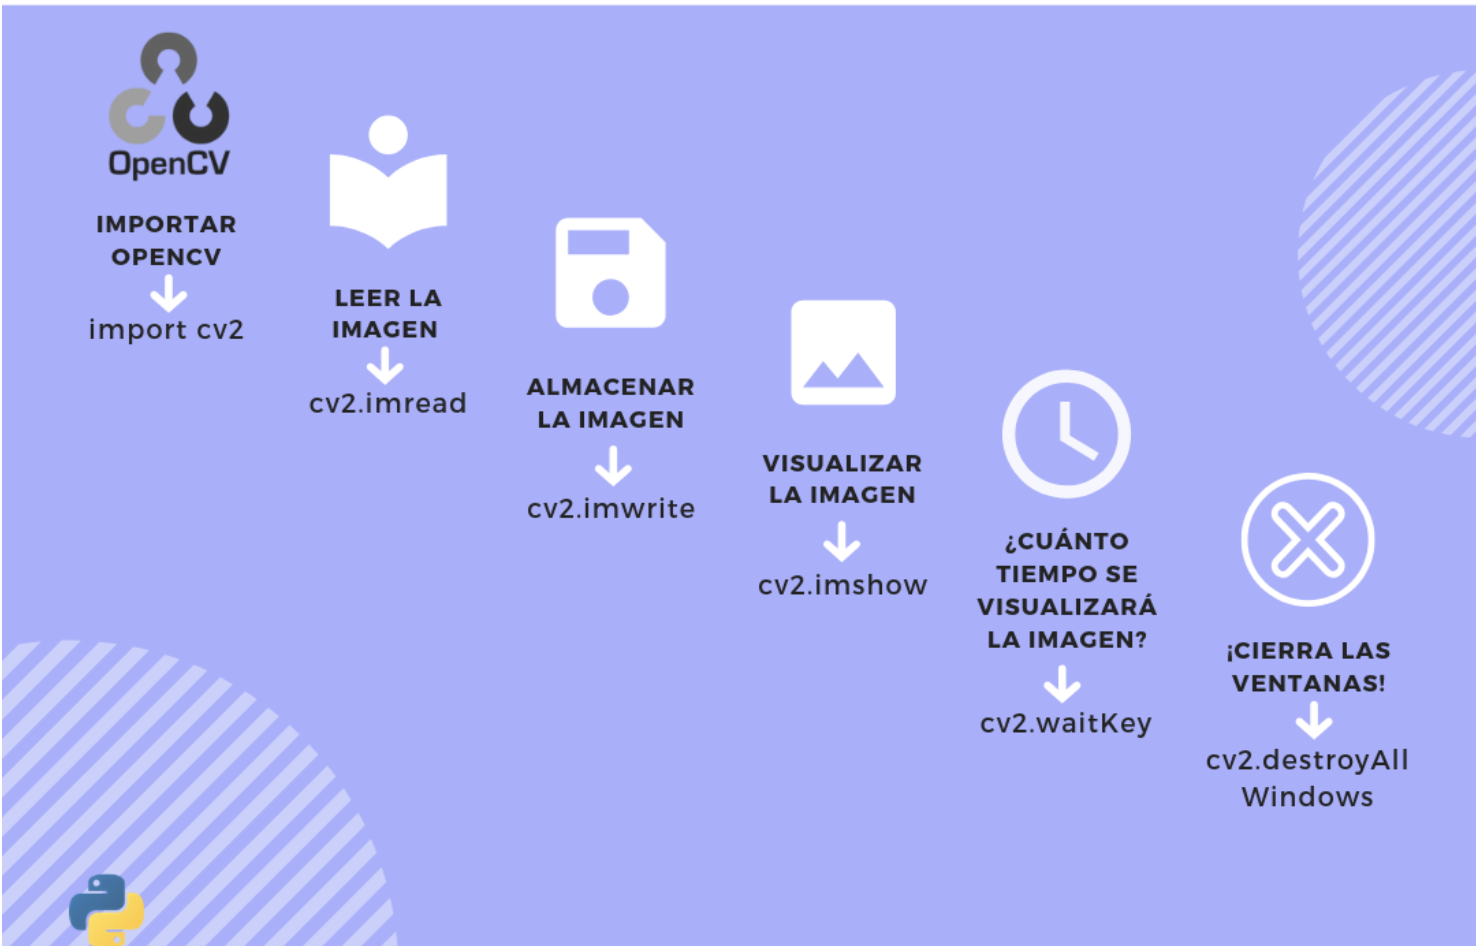 OpenCV
IMPORTAR
OPENCV
import cv2
LEER LA
IMAGEN
cv2.imread
ALMACENAR
LA IMAGEN
cv2.imwrite
VISUALIZAR
LA IMAGEN
cv2.imshow
¿CUÁNTO
TIEMPO SE
VISUALIZARÁ
LA IMAGEN?
cv2.waitKey
¡CIERRA LAS
VENTANAS!
cv2.destroyAll
Windows